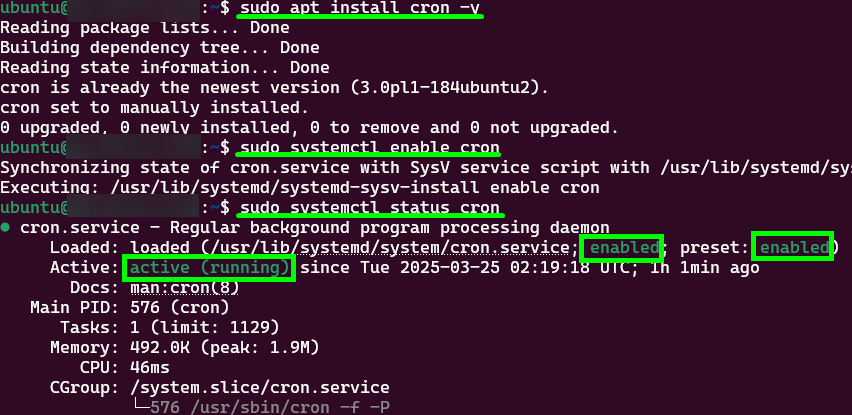 ubuntu@ :~$ sudo apt install cron -y
Reading package lists... Done
Building dependency tree... Done
Reading state information... Done
cron is already the newest version (3.0pl1-184ubuntu2).
cron set to manually installed.
0 upgraded, 0 newly installed, 0 to remove and 0 not upgraded.
ubuntu@ :~$ sudo systemctl enable cron
Synchronizing state of cron.service with SysV service script with /usr/lib/systemd/sys
Executing: /usr/lib/systemd/systemd-sysv-install enable cron
ubuntu@ :~$ sudo systemctl status cron
● cron.service - Regular background program processing daemon
Loaded: loaded (/usr/lib/systemd/system/cron.service; enabled; preset: enabled)
Active: active (running) since Tue 2025-03-25 02:19:18 UTC; 1h 1min ago
Docs: man:cron(8)
Main PID: 576 (cron)
Tasks: 1 (limit: 1129)
Memory: 492.0K (peak: 1.9M)
CPU: 46ms
CGroup: /system.slice/cron.service
└─576 /usr/sbin/cron -f -P